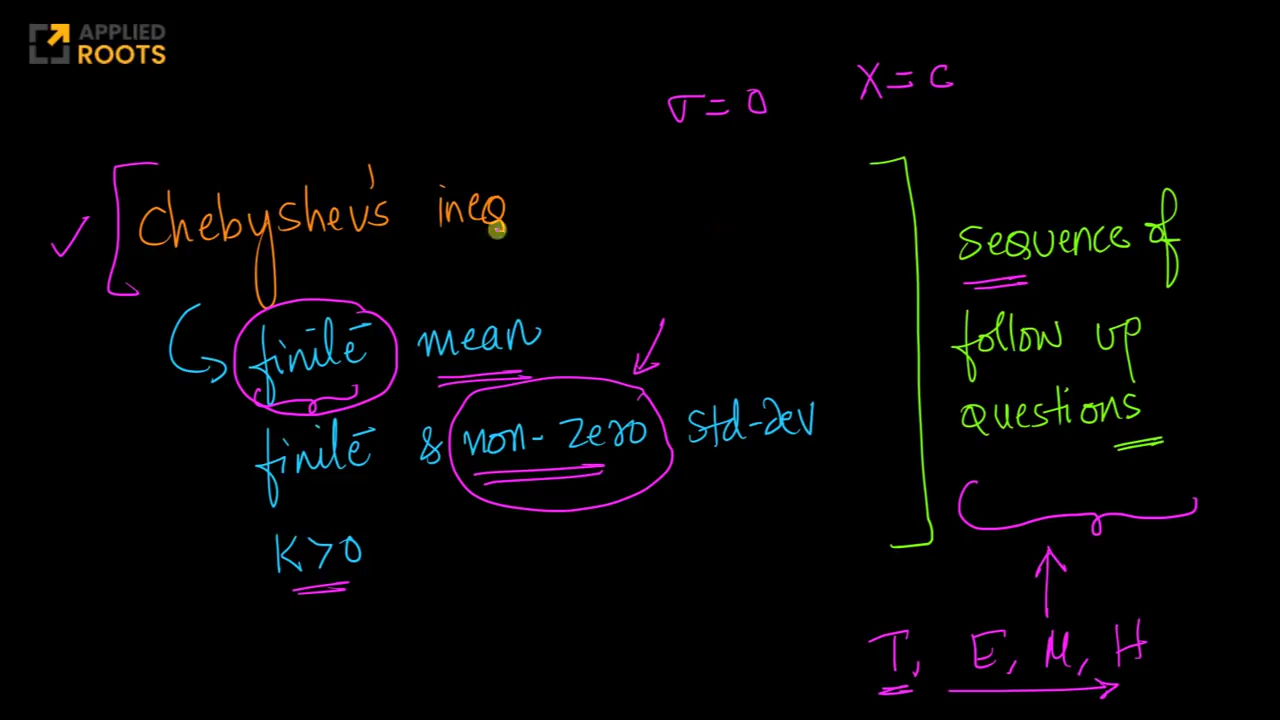 APPLIED
ROOTS
σ = 0
X = C
Chebyshev's ineq
finite mean
finite & non-zero std-dev
K > 0
sequence of
follow up
questions
T, E, M, H